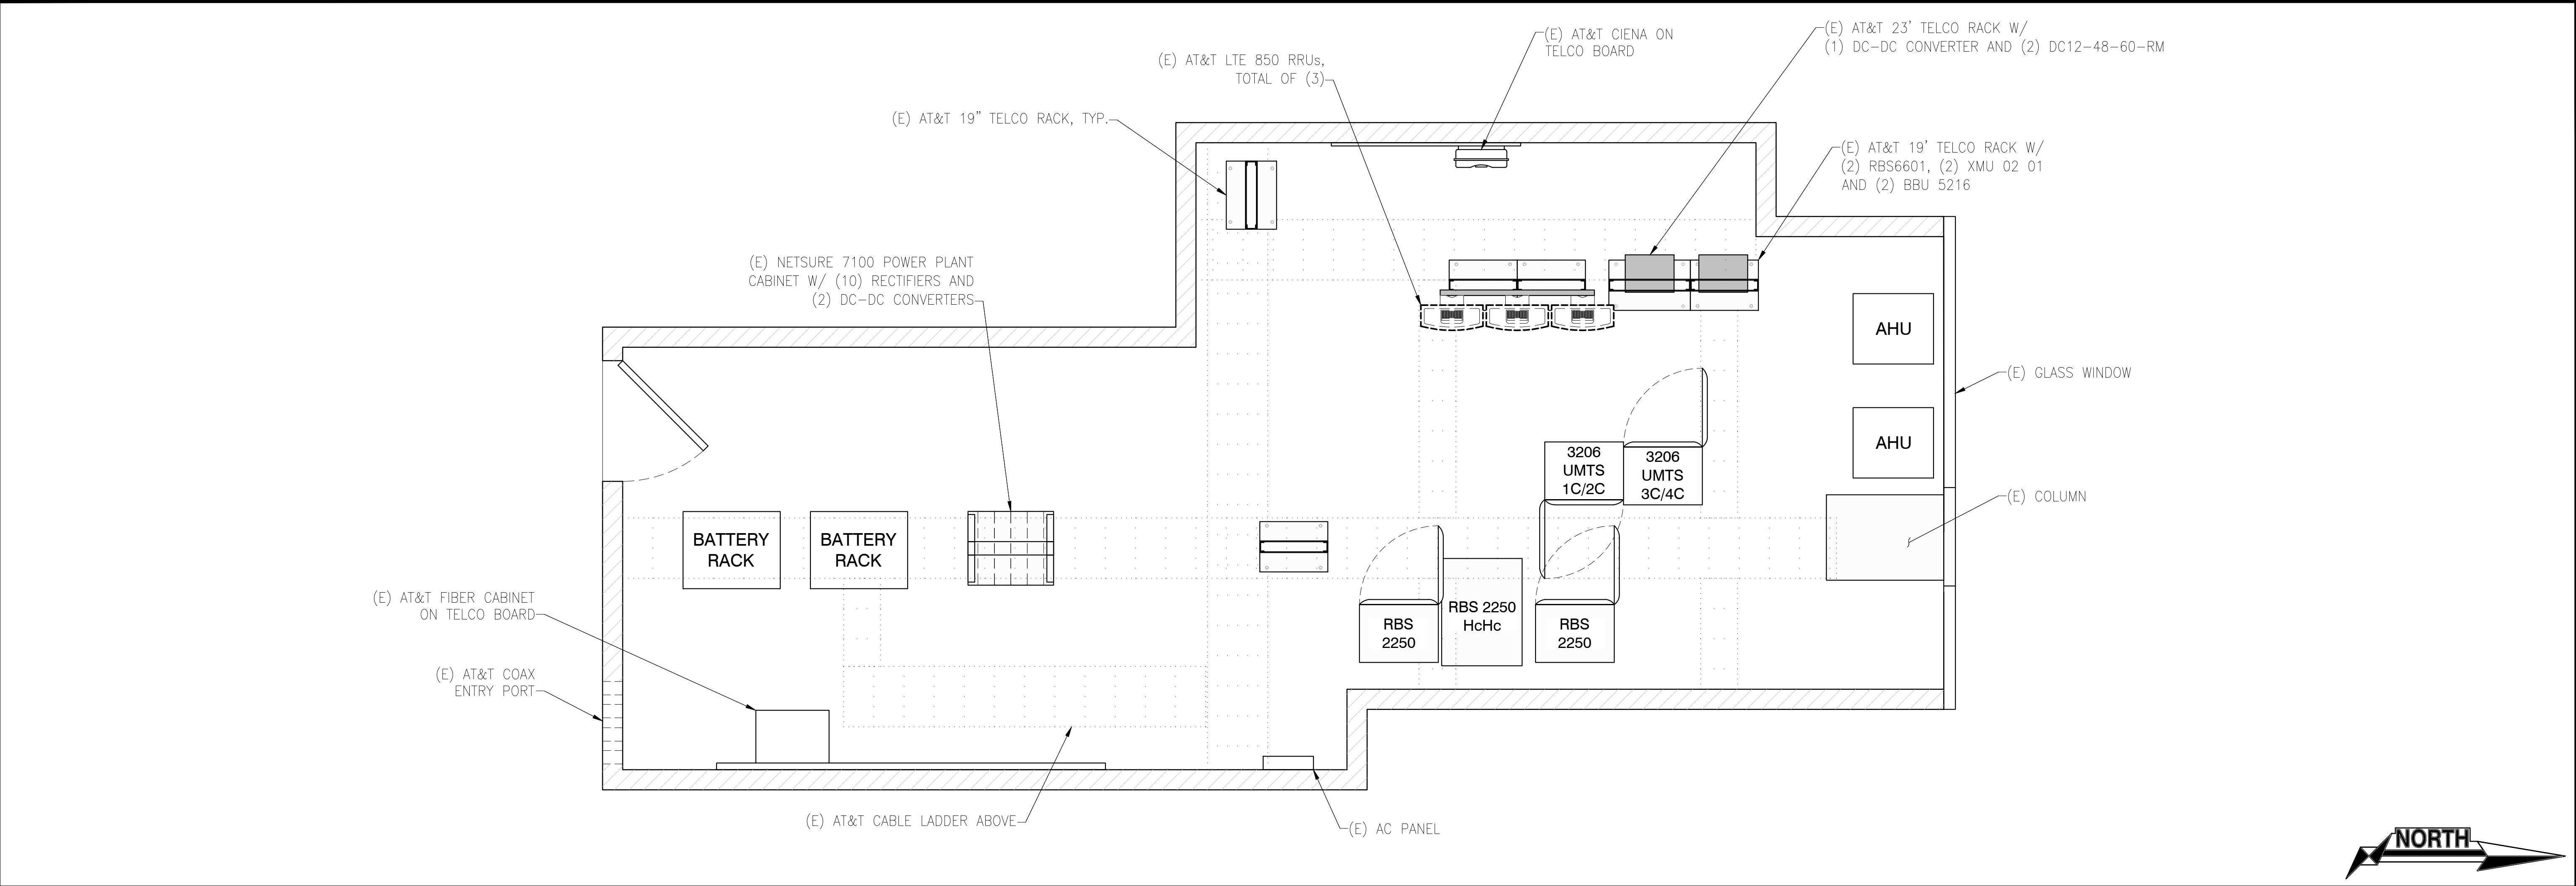 (E) AT&T CIENA ON
TELCO BOARD
(E) AT&T 23' TELCO RACK W/
(1) DC-DC CONVERTER AND (2) DC12-48-60-RM
(E) AT&T LTE 850 RRUs,
TOTAL OF (3)
(E) AT&T 19" TELCO RACK, TYP.
(E) AT&T 19' TELCO RACK W/
(2) RBS6601, (2) XMU 02 01
AND (2) BBU 5216
(E) NETSURE 7100 POWER PLANT
CABINET W/ (10) RECTIFIERS AND
(2) DC-DC CONVERTERS
AHU
(E) GLASS WINDOW
AHU
3206
UMTS
1C/2C
3206
UMTS
3C/4C
(E) COLUMN
BATTERY
RACK
BATTERY
RACK
(E) AT&T FIBER CABINET
ON TELCO BOARD
RBS
2250
RBS 2250
HcHc
RBS
2250
(E) AT&T COAX
ENTRY PORT
(E) AT&T CABLE LADDER ABOVE
(E) AC PANEL
NORTH